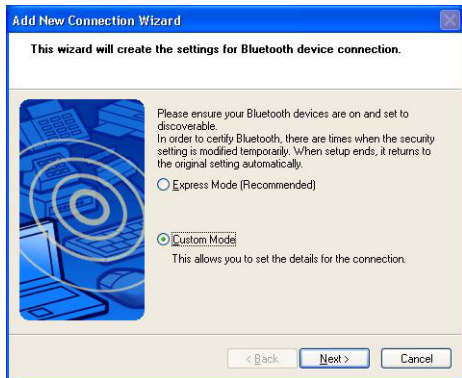 Add New Connection Wizard
This wizard will create the settings for Bluetooth device connection.
Please ensure your Bluetooth devices are on and set to
discoverable.
In order to certify Bluetooth, there are times when the security
setting is modified temporarily. When setup ends, it returns to
the original setting automatically.
Express Mode (Recommended)
Custom Mode
This allows you to set the details for the connection.
< Back Next > Cancel